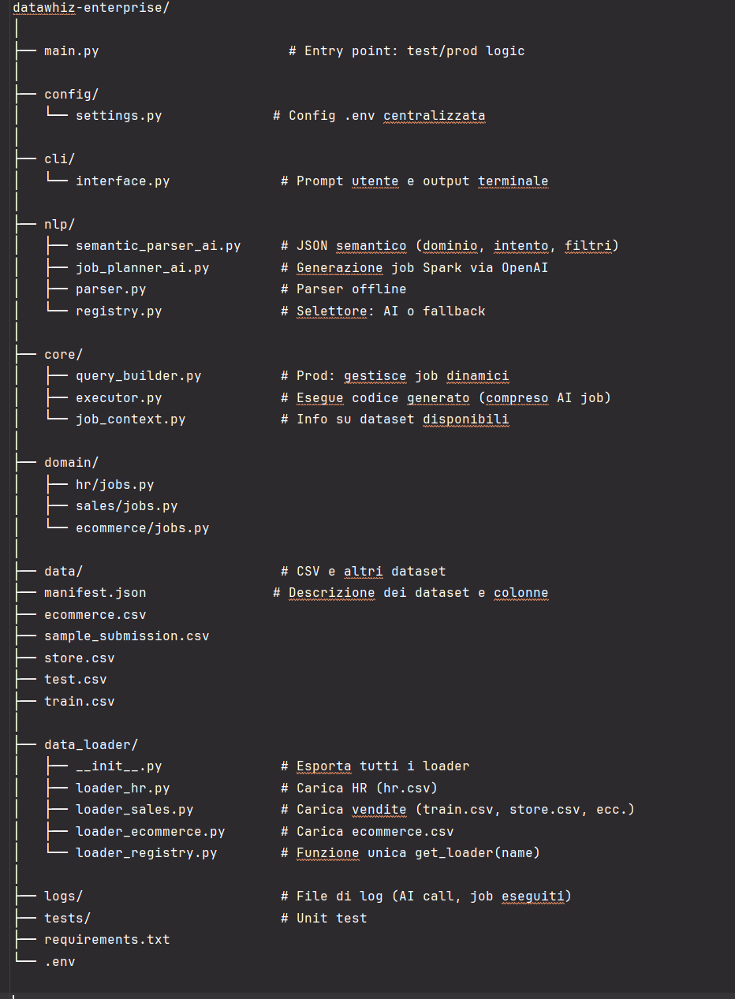 datawhiz-enterprise/
│
├── main.py                        # Entry point: test/prod logic
│
├── config/
│   └── settings.py              # Config .env centralizzata
│
├── cli/
│   └── interface.py              # Prompt utente e output terminale
│
├── nlp/
│   ├── semantic_parser_ai.py     # JSON semantico (dominio, intento, filtri)
│   ├── job_planner_ai.py         # Generazione job Spark via OpenAI
│   ├── parser.py                 # Parser offline
│   └── registry.py               # Selettore: AI o fallback
│
├── core/
│   ├── query_builder.py          # Prod: gestisce job dinamici
│   ├── executor.py               # Esegue codice generato (compreso AI job)
│   └── job_context.py            # Info su dataset disponibili
│
├── domain/
│   ├── hr/jobs.py
│   ├── sales/jobs.py
│   └── ecommerce/jobs.py
│
├── data/                         # CSV e altri dataset
├── manifest.json                # Descrizione dei dataset e colonne
├── ecommerce.csv
├── sample_submission.csv
├── store.csv
├── test.csv
├── train.csv
│
├── data_loader/
│   ├── __init__.py               # Esporta tutti i loader
│   ├── loader_hr.py              # Carica HR (hr.csv)
│   ├── loader_sales.py           # Carica vendite (train.csv, store.csv, ecc.)
│   ├── loader_ecommerce.py       # Carica ecommerce.csv
│   └── loader_registry.py        # Funzione unica get_loader(name)
│
├── logs/                         # File di log (AI call, job eseguiti)
├── tests/                        # Unit test
├── requirements.txt
└── .env